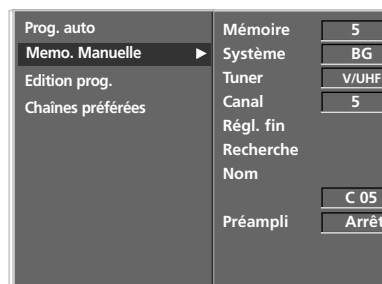 Prog. auto
Memo. Manuelle ►
Edition prog.
Chaînes préférées
Mémoire 5
Système BG
Tuner V/UHF
Canal 5
Régl. fin
Recherche
Nom
C 05
Préampli Arrêt